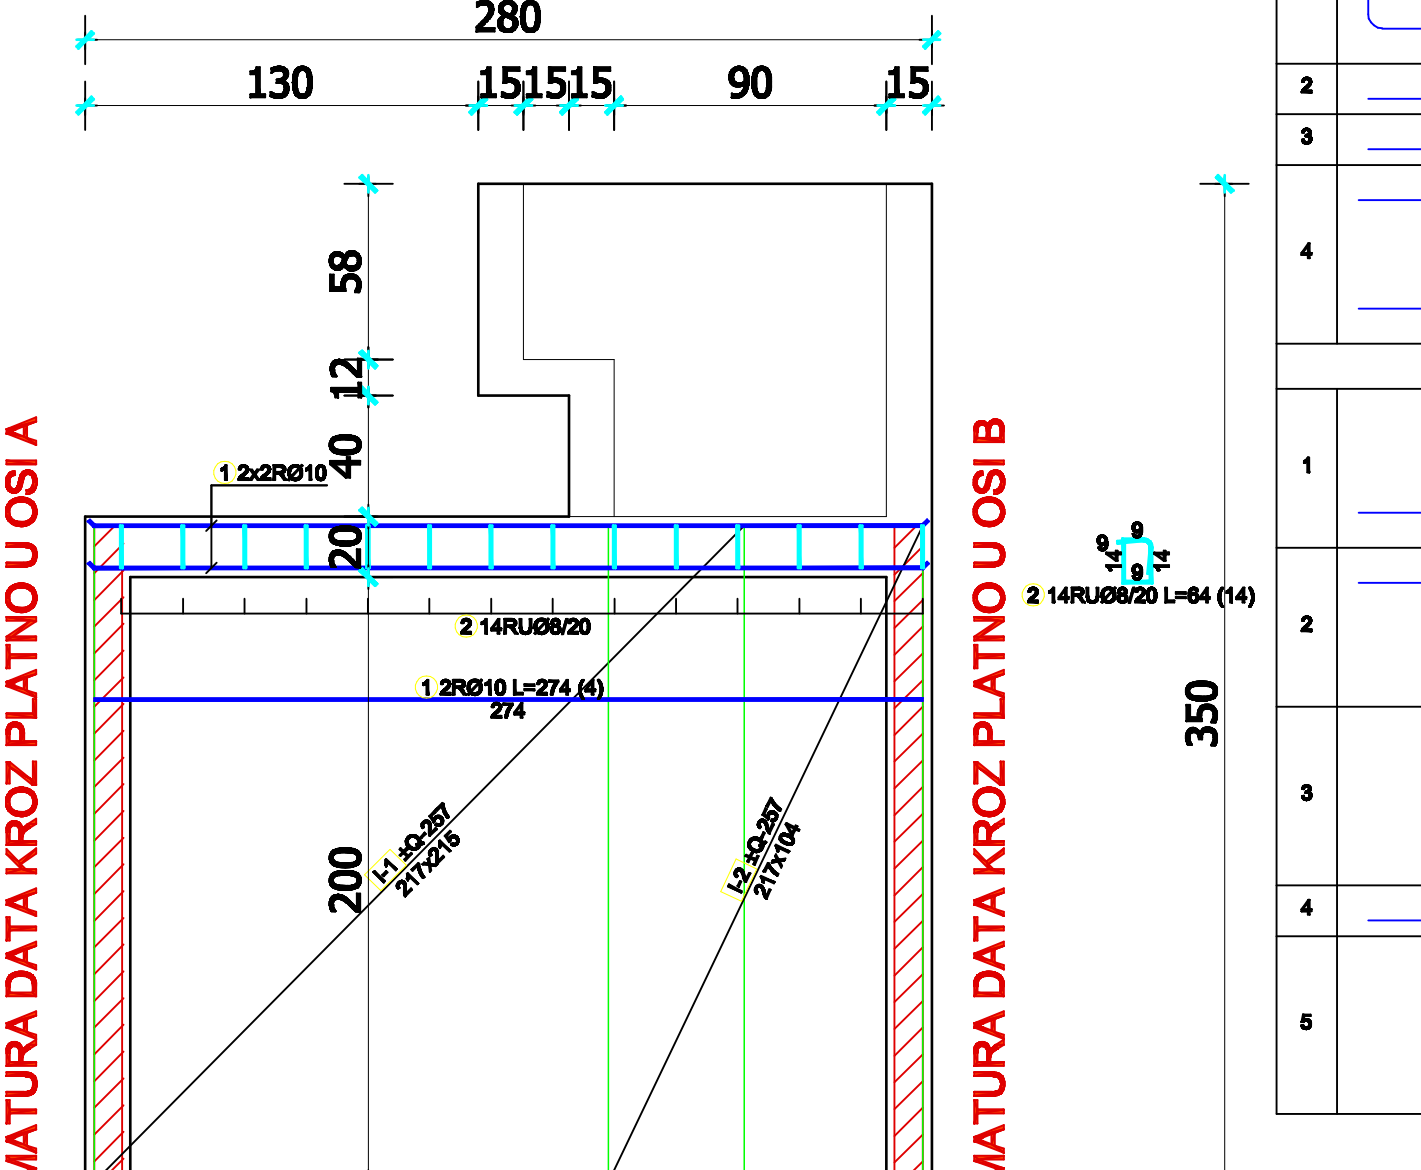 280
130 15 15 15 90 15
58
12
40
20
200
350
1 2x2RØ10
2 14RUØ8/20
1 2RØ10 L=274 (4)
274
I-1 ±Q-257
217x215
I-2 ±Q-257
217x104
MATURA DATA KROZ PLATNO U OSI A
MATURA DATA KROZ PLATNO U OSI B
9
9
14
14
9
2 14RUØ8/20 L=64 (14)
2
3
4
1
2
3
4
5